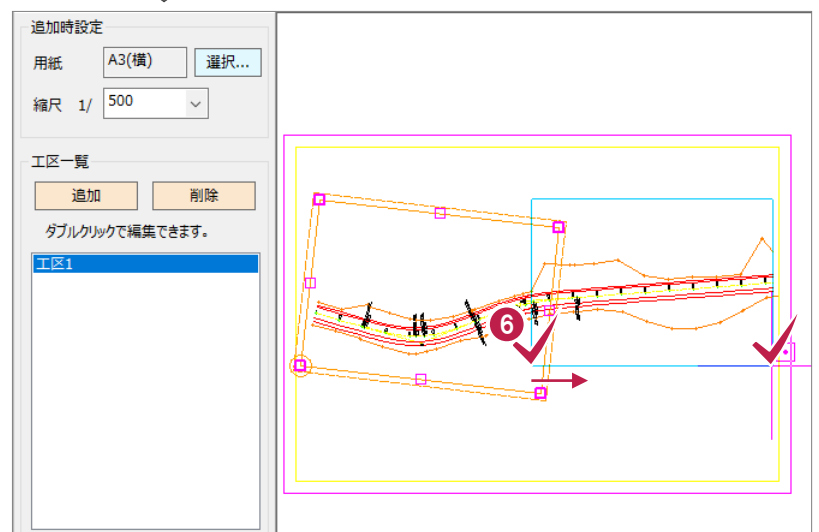 追加時設定
用紙 A3(横) 選択...
縮尺 1/ 500
工区一覧
追加 削除
ダブルクリックで編集できます。
工区1
6